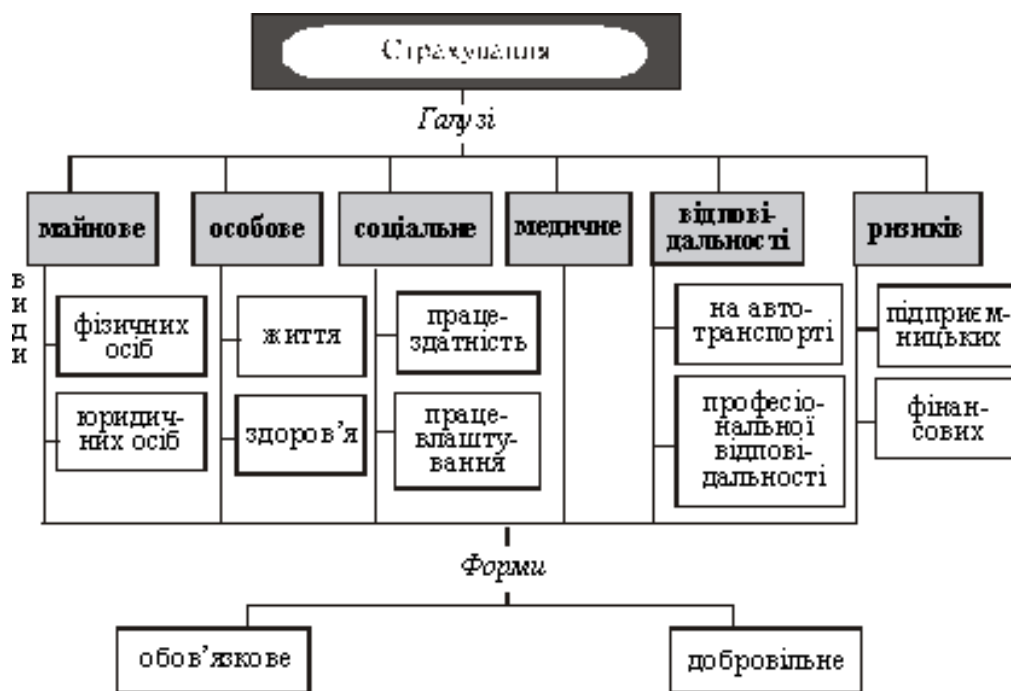 Страхування
Галузі
майнове
особове
соціальне
медичне
відпові-
дальності
ризиків
види
фізичних
осіб
життя
праце-
здатність
на авто-
транспорті
підприєм-
ницьких
юридич-
них осіб
здоров’я
праце-
влашту-
вання
професіо-
нальної
відпові-
дальності
фінан-
сових
Форми
обов’язкове
добровільне